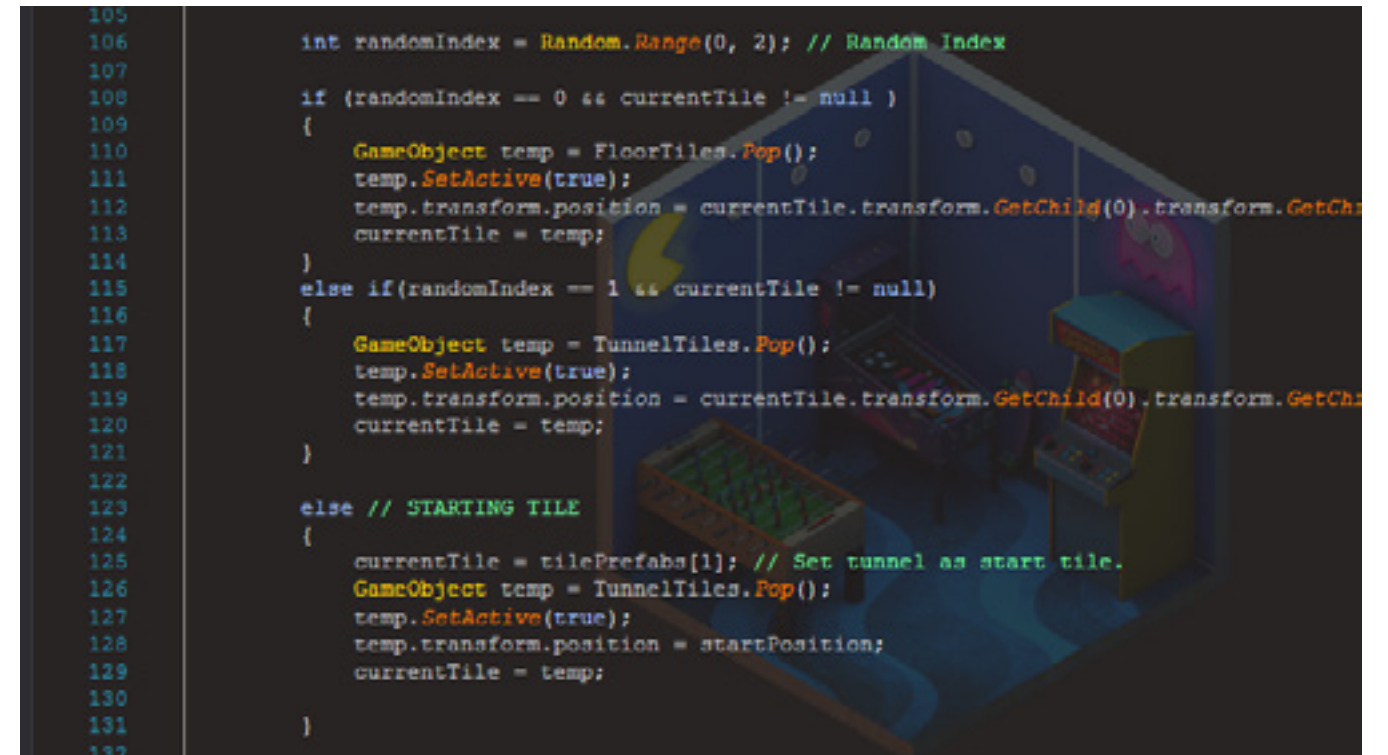 105
106 int randomIndex = Random.Range(0, 2); // Random Index
107
108 if (randomIndex == 0 && currentTile != null )
109 {
110 GameObject temp = FloorTiles.Pop();
111 temp.SetActive(true);
112 temp.transform.position = currentTile.transform.GetChild(0).transform.GetChi
113 currentTile = temp;
114 }
115 else if(randomIndex == 1 && currentTile != null)
116 {
117 GameObject temp = TunnelTiles.Pop();
118 temp.SetActive(true);
119 temp.transform.position = currentTile.transform.GetChild(0).transform.GetChi
120 currentTile = temp;
121 }
122
123 else // STARTING TILE
124 {
125 currentTile = tilePrefabs[1]; // Set tunnel as start tile.
126 GameObject temp = TunnelTiles.Pop();
127 temp.SetActive(true);
128 temp.transform.position = startPosition;
129 currentTile = temp;
130
131 }
132